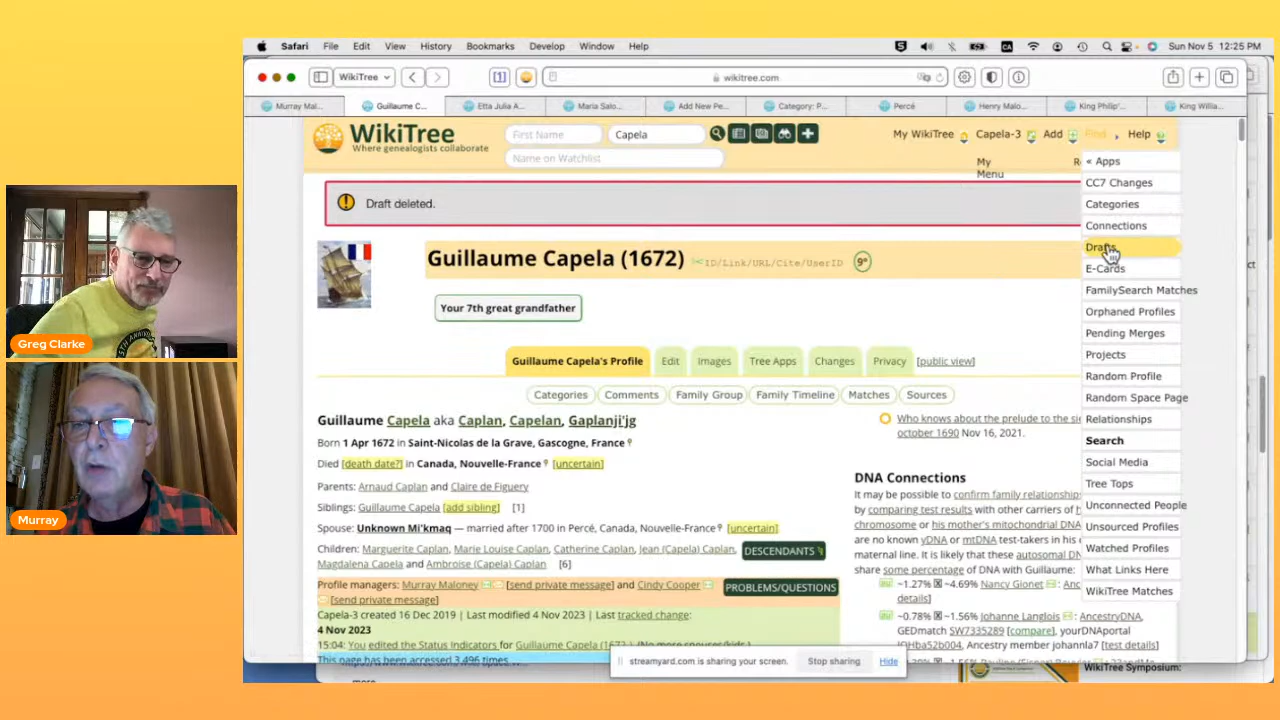 Safari File Edit View History Bookmarks Develop Window Help
CA
Sun Nov 5 12:25 PM
WikiTree
[1]
wikitree.com
Murray Mal...
Guillaume C...
Etta Julia A...
Maria Salo...
Add New Pe...
Category: P...
Percé
Henry Malo...
King Philip'...
King Willia...
WikiTree
Where genealogists collaborate
First Name
Capela
Name on Watchlist
My WikiTree
Capela-3
Add
Find
Help
My
Menu
« Apps
CC7 Changes
Categories
Connections
Drafts
E-Cards
FamilySearch Matches
Orphaned Profiles
Pending Merges
Projects
Random Profile
Random Space Page
Relationships
Search
Social Media
Tree Tops
Unconnected People
Unsourced Profiles
Watched Profiles
What Links Here
WikiTree Matches
Draft deleted.
Guillaume Capela (1672)
ID/Link/URL/Cite/UserID
9°
Your 7th great grandfather
Guillaume Capela's Profile
Edit
Images
Tree Apps
Changes
Privacy
[public view]
Categories
Comments
Family Group
Family Timeline
Matches
Sources
Guillaume Capela aka Caplan, Capelan, Gaplanji'jg
Born 1 Apr 1672 in Saint-Nicolas de la Grave, Gascogne, France
Died [death date?] in Canada, Nouvelle-France [uncertain]
Parents: Arnaud Caplan and Claire de Figuery
Siblings: Guillaume Capela [add sibling] [1]
Spouse: Unknown Mi'kmaq — married after 1700 in Percé, Canada, Nouvelle-France [uncertain]
Children: Marguerite Caplan, Marie Louise Caplan, Catherine Caplan, Jean (Capela) Caplan,
Magdalena Capela and Ambroise (Capela) Caplan [6]
DESCENDANTS
Profile managers: Murray Maloney [send private message] and Cindy Cooper
[send private message]
PROBLEMS/QUESTIONS
Capela-3 created 16 Dec 2019 | Last modified 4 Nov 2023 | Last tracked change:
4 Nov 2023
15:04: You edited the Status Indicators for Guillaume Capela
This page has been accessed 3,496 times.
more
Who knows about the prelude to the
october 1690 Nov 16, 2021.
DNA Connections
It may be possible to confirm family relationships
by comparing test results with other carriers of
chromosome or his mother's mitochondrial DNA
are no known yDNA or mtDNA test-takers in his
maternal line. It is likely that these autosomal
share some percentage of DNA with Guillaume:
~1.27% ~4.69% Nancy Gionet:
details]
~0.78% ~1.56% Johanne Langlois: AncestryDNA,
GEDmatch SW7335289 [compare], yourDNAportal
Ancestry member johannla7 [test details]
streamyard.com is sharing your screen.
Stop sharing
Hide
WikiTree Symposium:
Greg Clarke
Murray